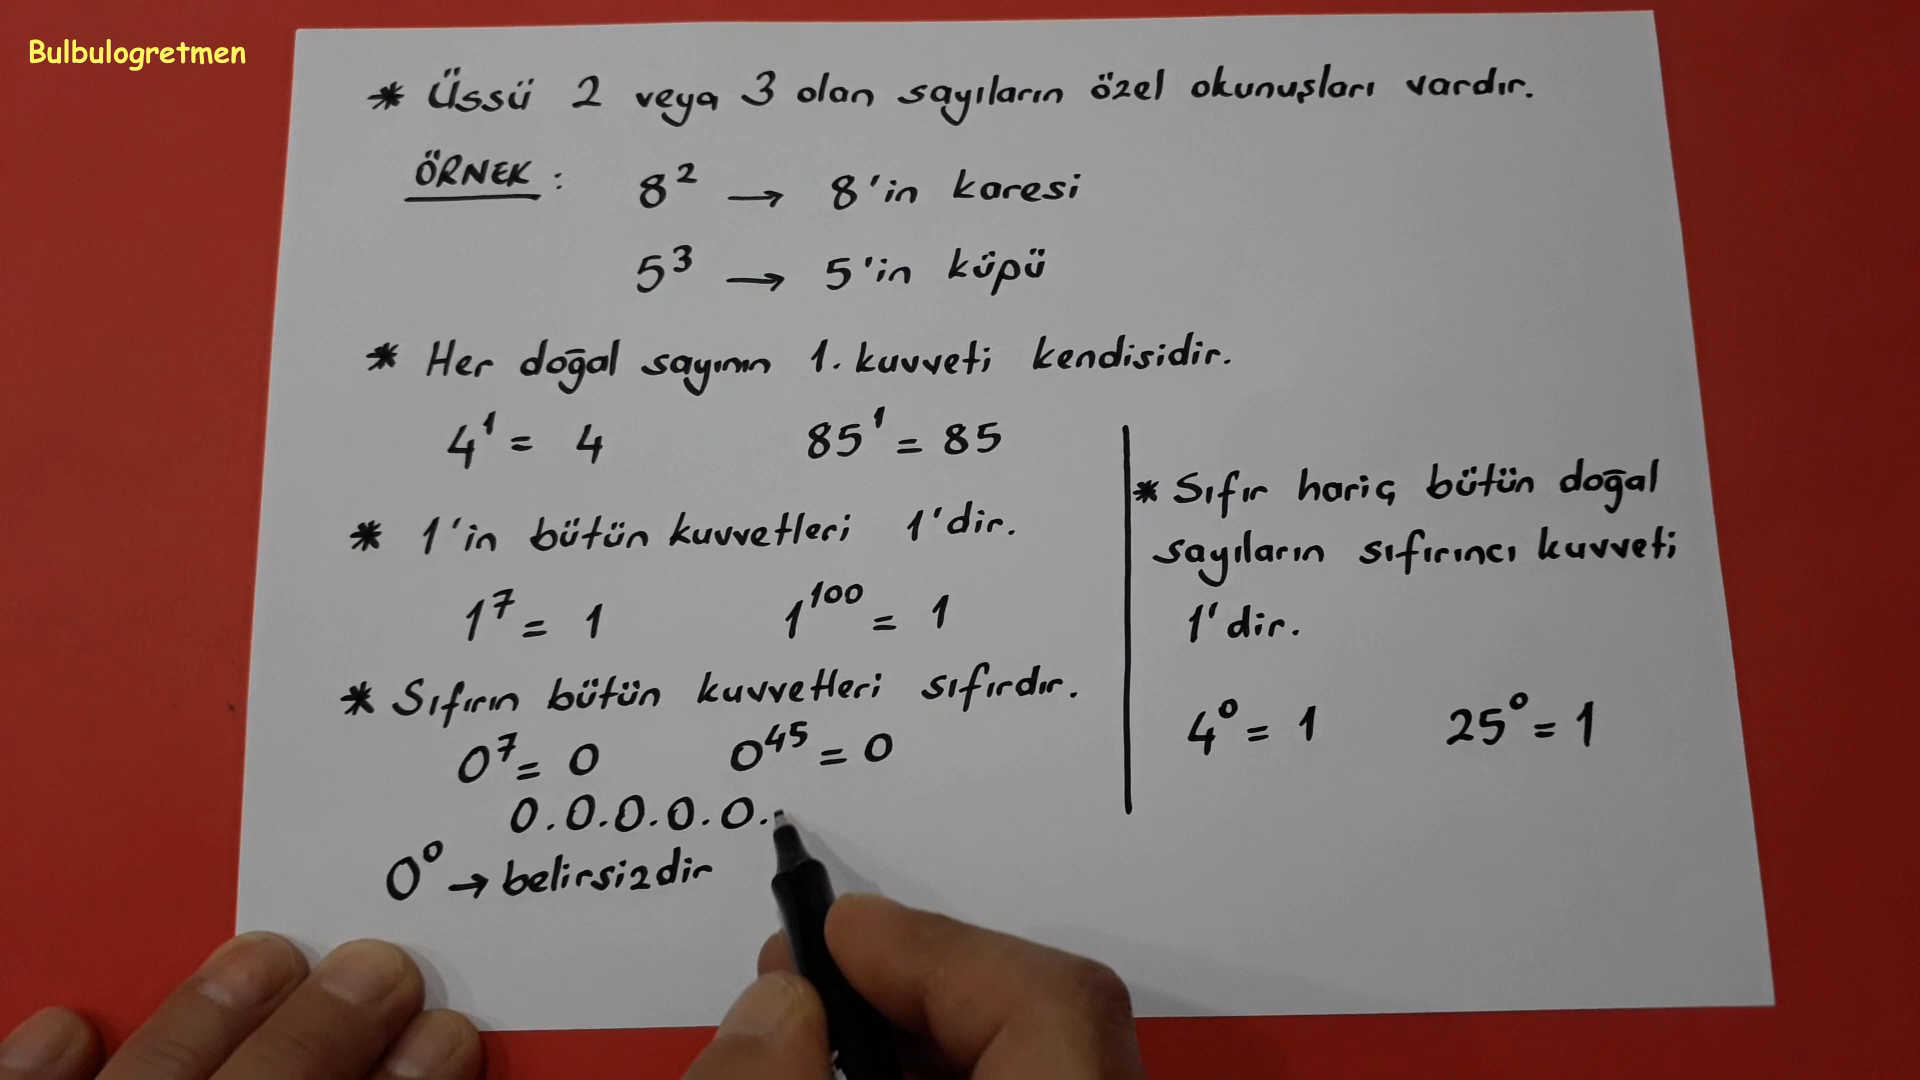 Bulbulogretmen
* Üssü 2 veya 3 olan sayıların özel okunuşları vardır.
ÖRNEK : 8² → 8'in karesi
5³ → 5'in küpü
* Her doğal sayının 1. kuvveti kendisidir.
4¹ = 4 85¹ = 85
* 1'in bütün kuvvetleri 1'dir.
1⁷ = 1 1¹⁰⁰ = 1
* Sıfırın bütün kuvvetleri sıfırdır.
0⁷ = 0 0⁴⁵ = 0
0.0.0.0.0.
0⁰ → belirsizdir
* Sıfır hariç bütün doğal
sayıların sıfırıncı kuvveti
1'dir.
4⁰ = 1 25⁰ = 1